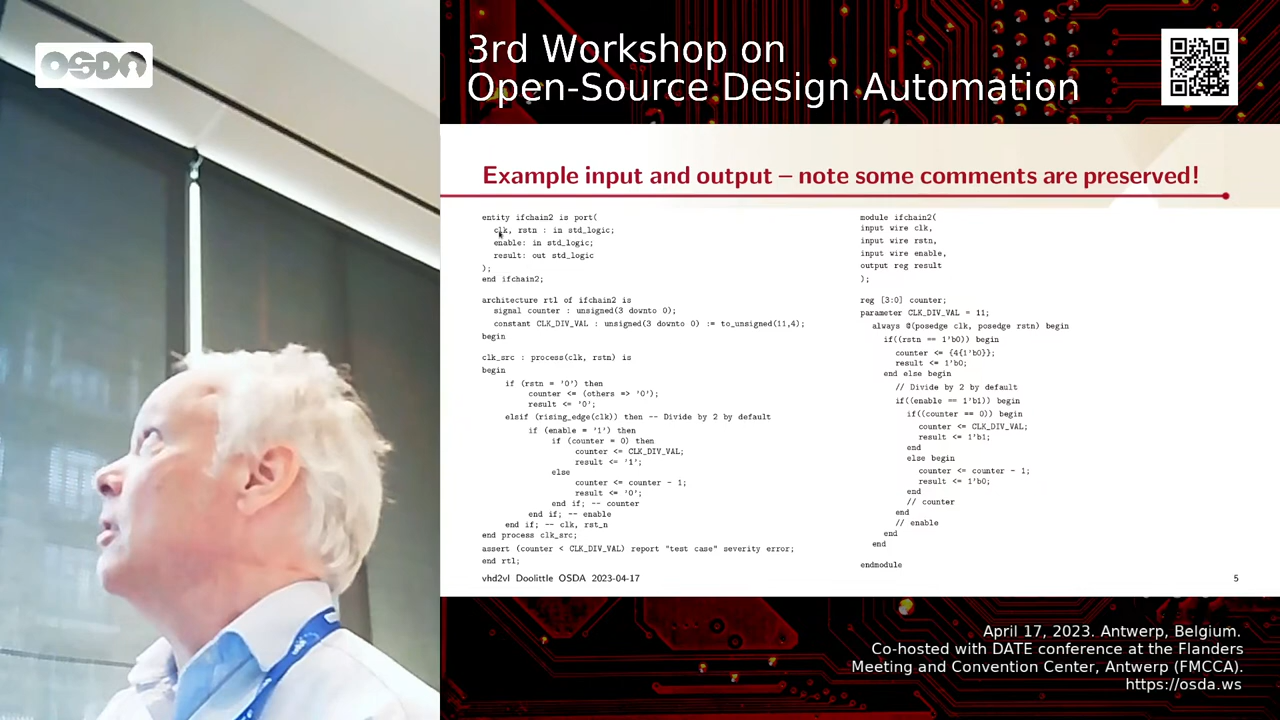 OSDA
3rd Workshop on
Open-Source Design Automation
Example input and output – note some comments are preserved!
entity ifchain2 is port(
clk, rstn : in std_logic;
enable: in std_logic;
result: out std_logic
);
end ifchain2;
architecture rtl of ifchain2 is
signal counter : unsigned(3 downto 0);
constant CLK_DIV_VAL : unsigned(3 downto 0) := to_unsigned(11,4);
begin
clk_src : process(clk, rstn) is
begin
if (rstn = '0') then
counter <= (others => '0');
result <= '0';
elsif (rising_edge(clk)) then -- Divide by 2 by default
if (enable = '1') then
if (counter = 0) then
counter <= CLK_DIV_VAL;
result <= '1';
else
counter <= counter - 1;
result <= '0';
end if; -- counter
end if; -- enable
end if; -- clk, rst_n
end process clk_src;
assert (counter < CLK_DIV_VAL) report "test case" severity error;
end rtl;
module ifchain2(
input wire clk,
input wire rstn,
input wire enable,
output reg result
);
reg [3:0] counter;
parameter CLK_DIV_VAL = 11;
always @(posedge clk, posedge rstn) begin
if((rstn == 1'b0)) begin
counter <= {4{1'b0}};
result <= 1'b0;
end else begin
// Divide by 2 by default
if((enable == 1'b1)) begin
if((counter == 0)) begin
counter <= CLK_DIV_VAL;
result <= 1'b1;
end
else begin
counter <= counter - 1;
result <= 1'b0;
end
// counter
end
// enable
end
end
endmodule
vhd2vl Doolittle OSDA 2023-04-17
5
April 17, 2023. Antwerp, Belgium.
Co-hosted with DATE conference at the Flanders
Meeting and Convention Center, Antwerp (FMCCA).
https://osda.ws